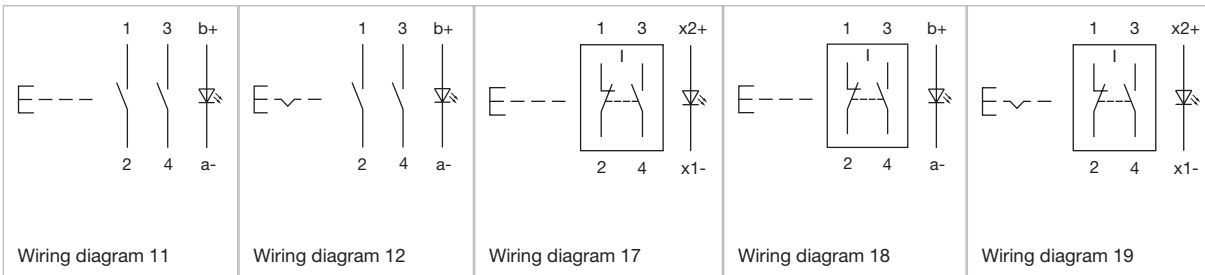 1 3 b+
2 4 a-
Wiring diagram 11
1 3 b+
2 4 a-
Wiring diagram 12
1 3 x2+
2 4 x1-
Wiring diagram 17
1 3 b+
2 4 a-
Wiring diagram 18
1 3 x2+
2 4 x1-
Wiring diagram 19